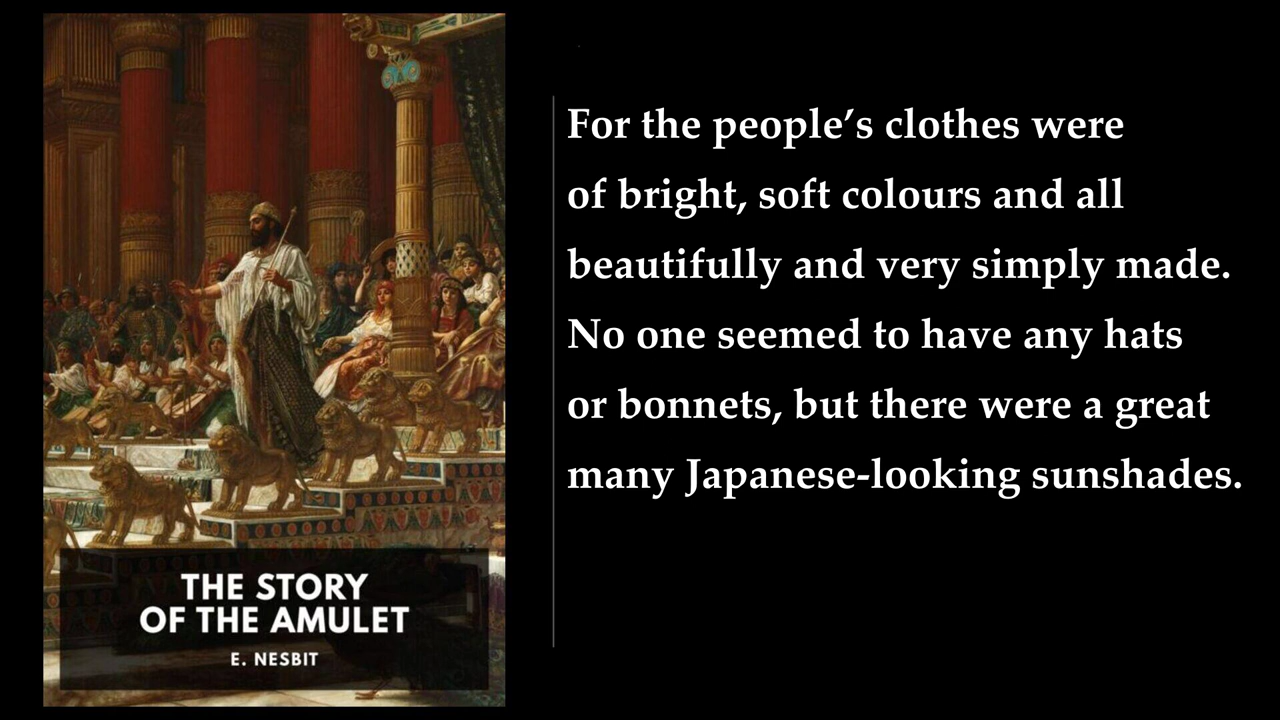 THE STORY
OF THE AMULET
E. NESBIT
For the people’s clothes were
of bright, soft colours and all
beautifully and very simply made.
No one seemed to have any hats
or bonnets, but there were a great
many Japanese-looking sunshades.